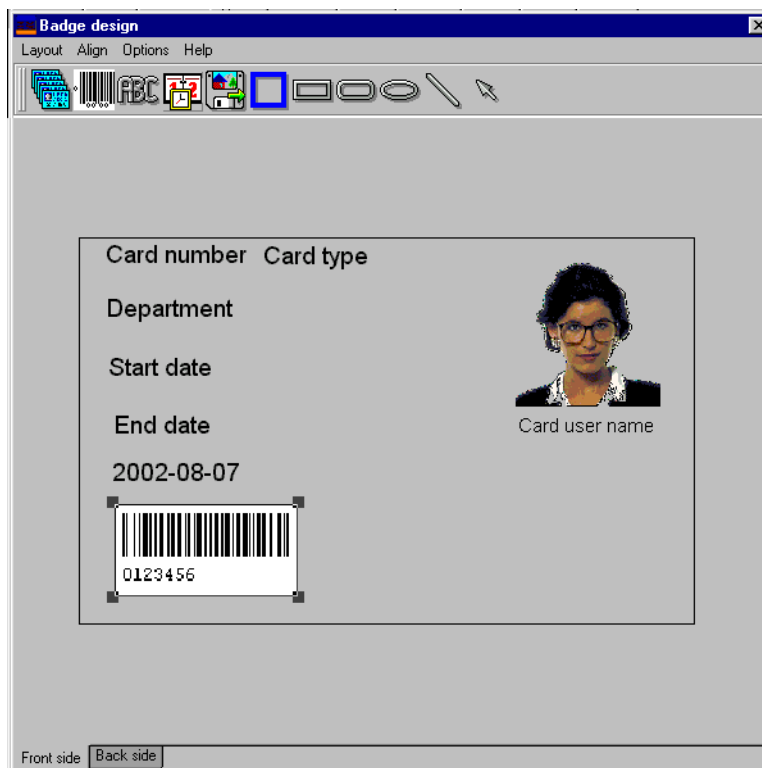 Badge design
Layout Align Options Help
ABC
Card number Card type
Department
Start date
End date
Card user name
2002-08-07
0123456
Front side Back side